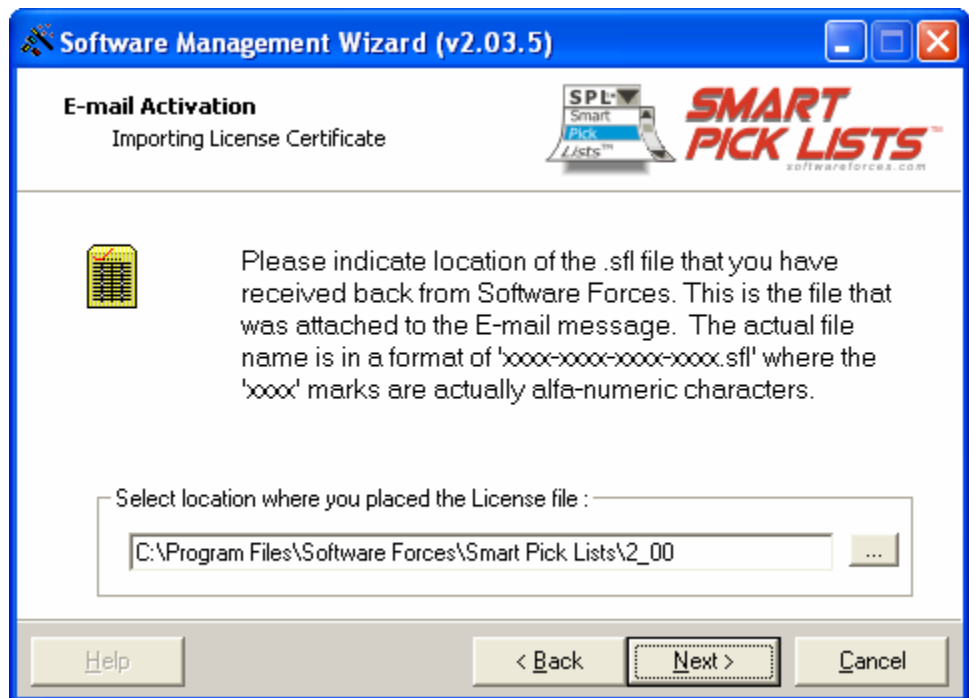 Software Management Wizard (v2.03.5)
E-mail Activation
Importing License Certificate
SPL™
Smart
Pick
Lists™
SMART
PICK LISTS™
softwareforces.com
Please indicate location of the .sfl file that you have
received back from Software Forces. This is the file that
was attached to the E-mail message.  The actual file
name is in a format of 'xxxx-xxxx-xxxx-xxxx.sfl' where the
'xxxx' marks are actually alfa-numeric characters.
Select location where you placed the License file :
C:\Program Files\Software Forces\Smart Pick Lists\2_00
...
Help
< Back
Next >
Cancel